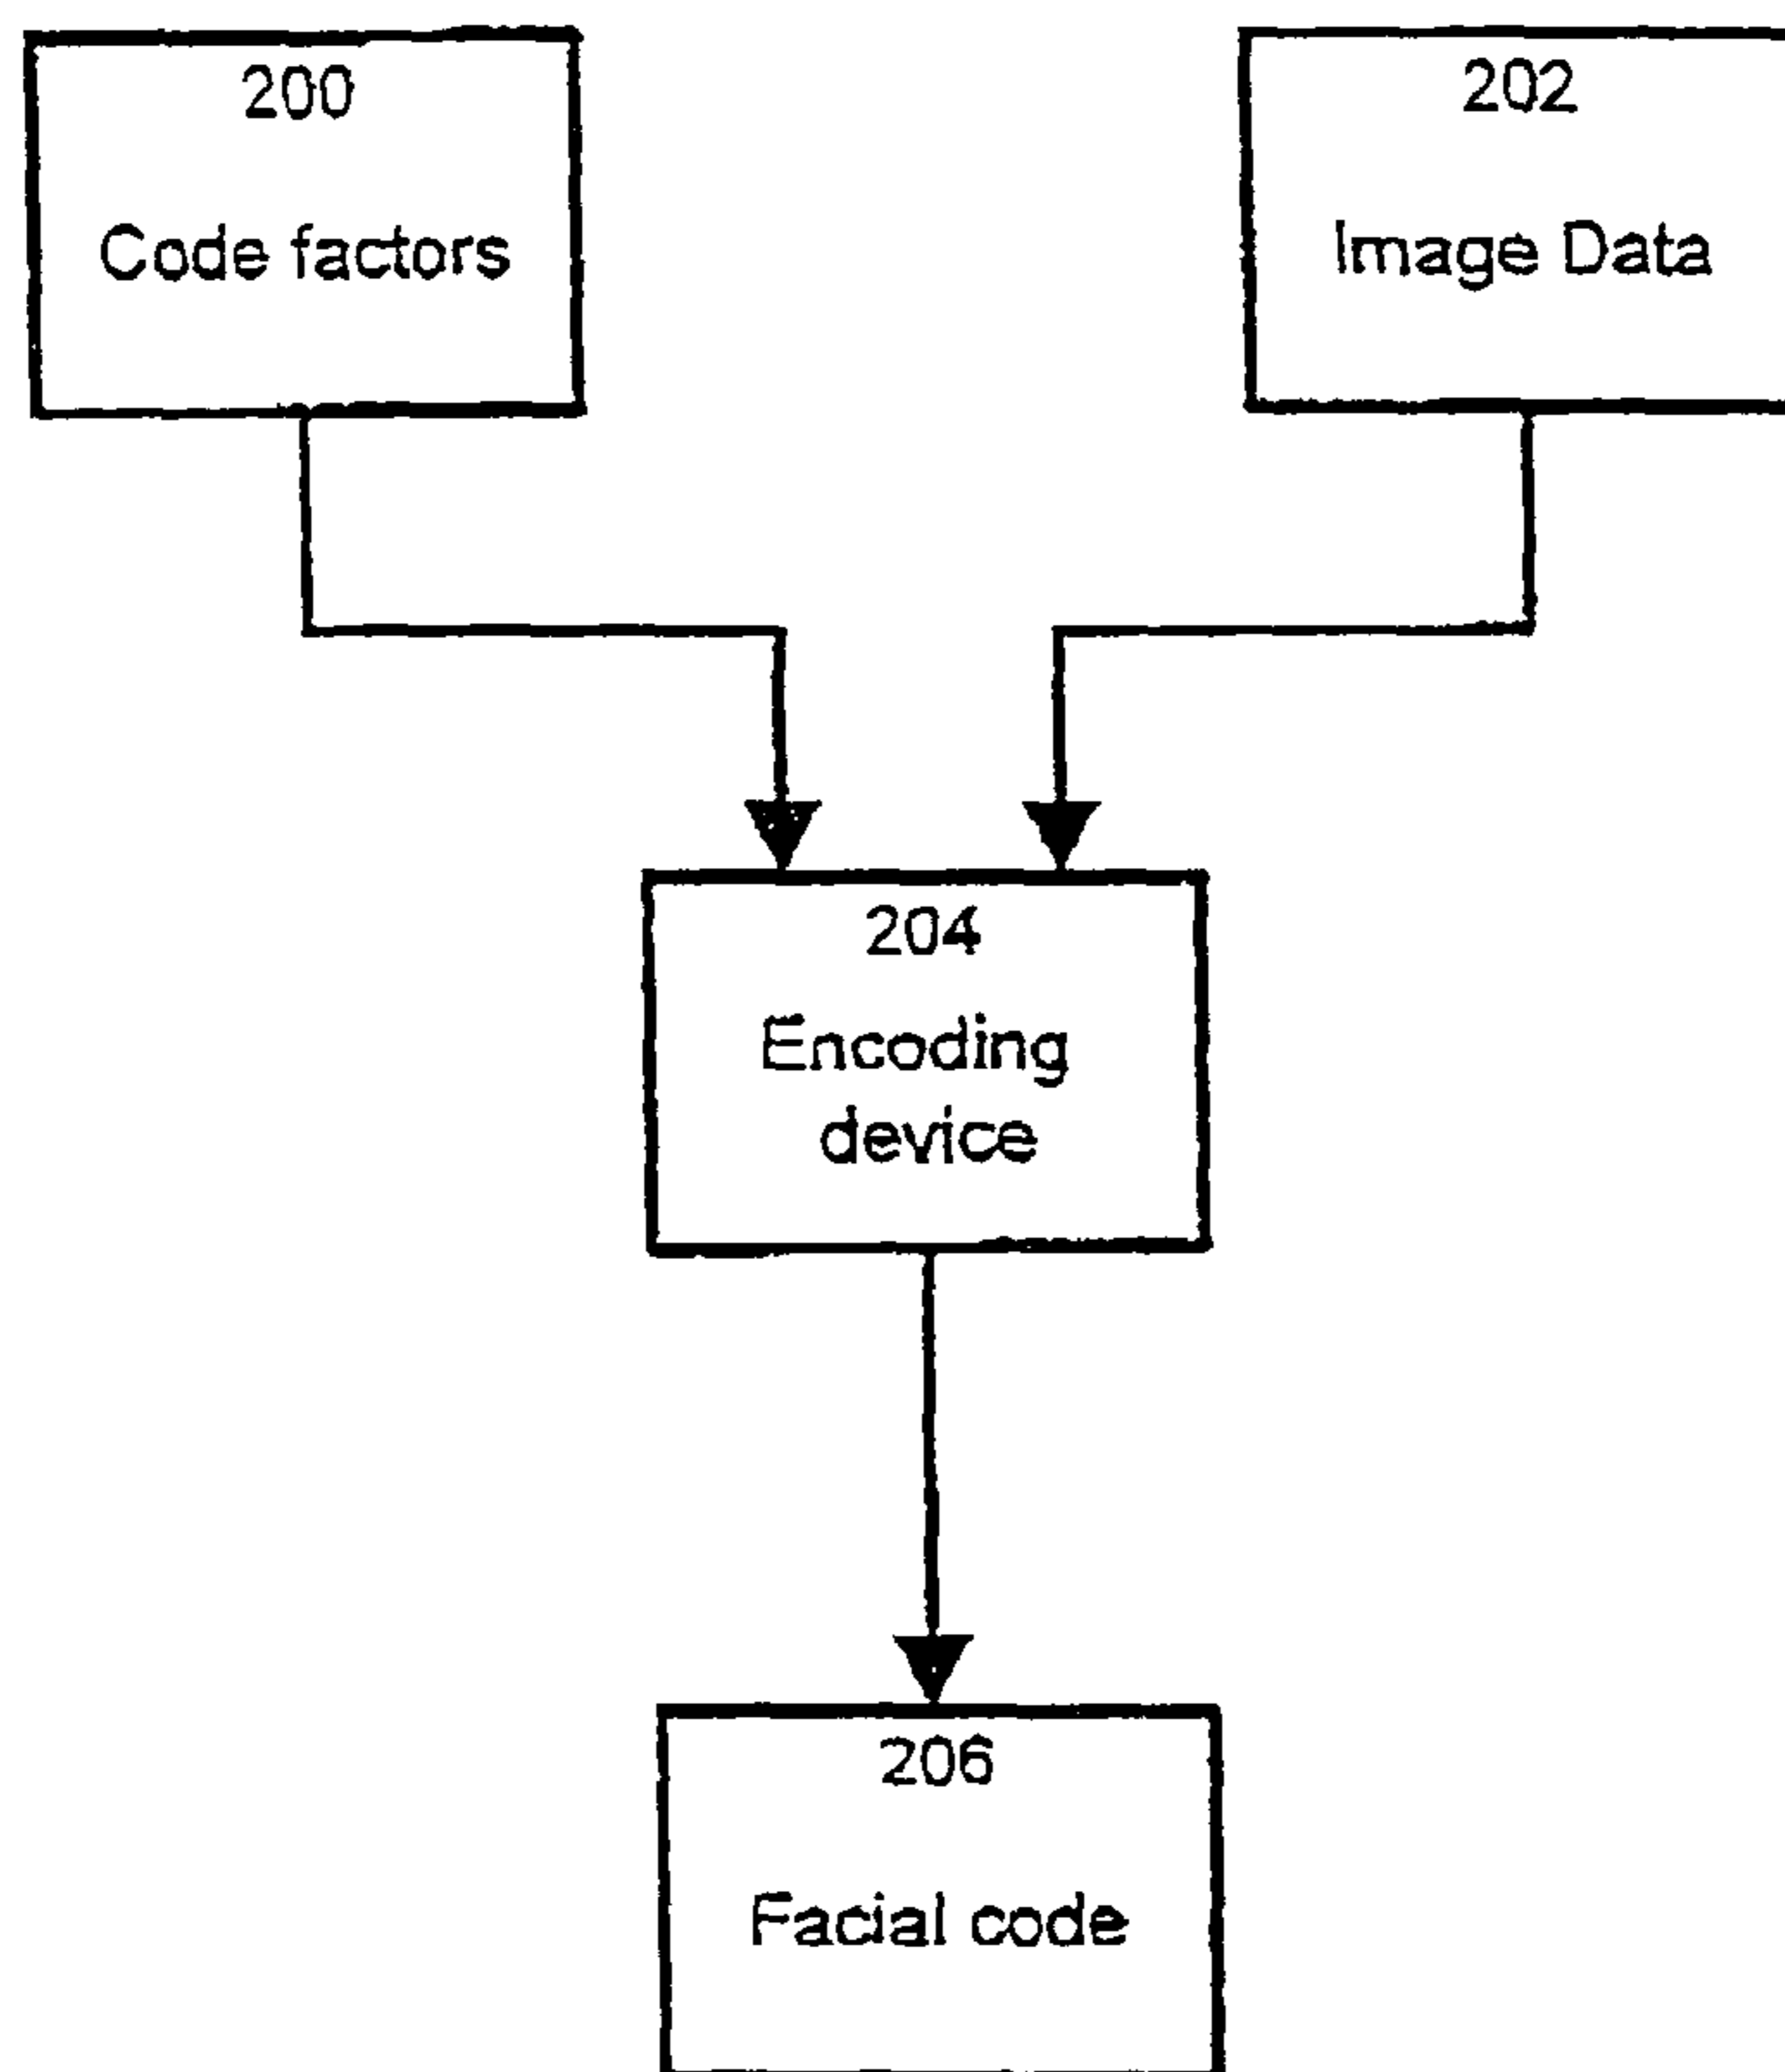 200
Code factors
202
Image Data
204
Encoding
device
206
Facial code